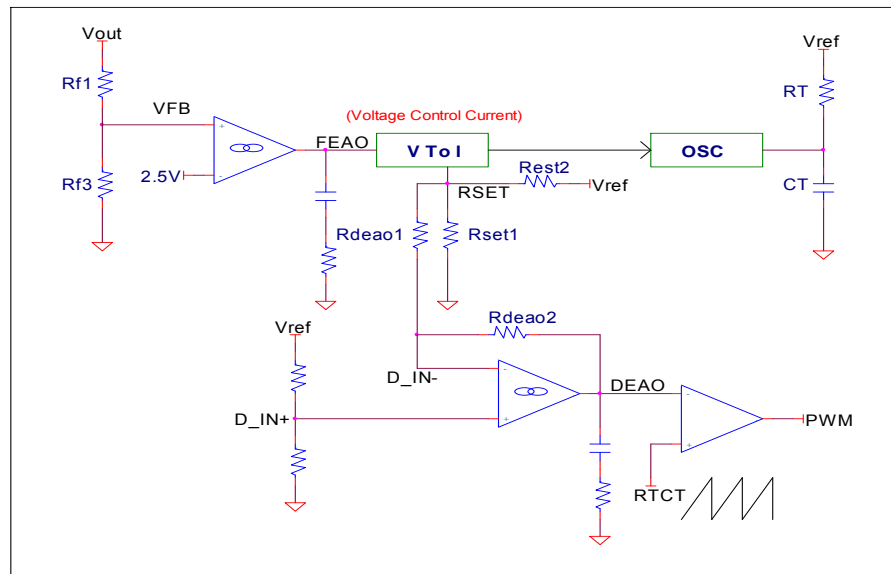 Vout
Vref
Rf1
RT
VFB
(Voltage Control Current)
+
FEAO
V To I
OSC
2.5V
-
Rf3
Rest2
Vref
RSET
CT
Rdeao1
Rset1
Vref
Rdeao2
D_IN-
-
DEAO
-
D_IN+
+
PWM
+
RTCT